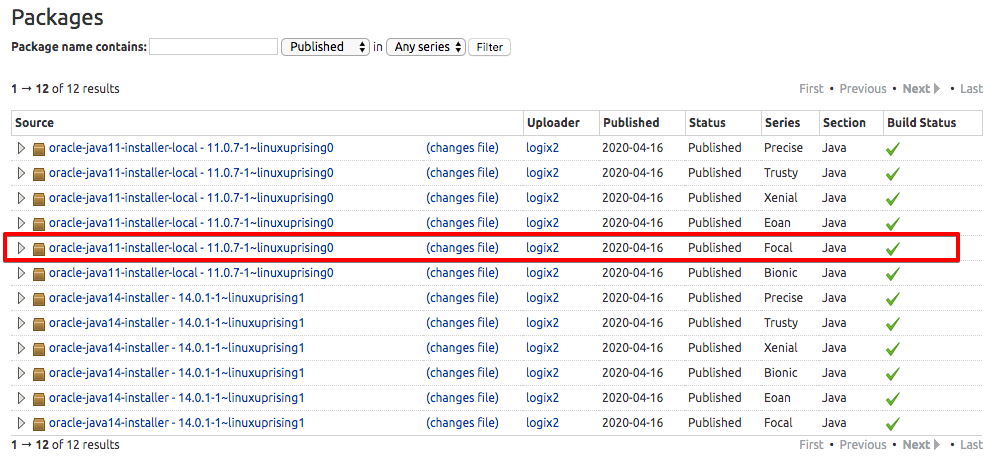 Packages
Package name contains: Published in Any series Filter
1 → 12 of 12 results First • Previous • Next • Last
Source Uploader Published Status Series Section Build Status
oracle-java11-installer-local - 11.0.7-1~linuxuprising0 (changes file) logix2 2020-04-16 Published Precise Java
oracle-java11-installer-local - 11.0.7-1~linuxuprising0 (changes file) logix2 2020-04-16 Published Trusty Java
oracle-java11-installer-local - 11.0.7-1~linuxuprising0 (changes file) logix2 2020-04-16 Published Xenial Java
oracle-java11-installer-local - 11.0.7-1~linuxuprising0 (changes file) logix2 2020-04-16 Published Eoan Java
oracle-java11-installer-local - 11.0.7-1~linuxuprising0 (changes file) logix2 2020-04-16 Published Focal Java
oracle-java11-installer-local - 11.0.7-1~linuxuprising0 (changes file) logix2 2020-04-16 Published Bionic Java
oracle-java14-installer - 14.0.1-1~linuxuprising1 (changes file) logix2 2020-04-16 Published Precise Java
oracle-java14-installer - 14.0.1-1~linuxuprising1 (changes file) logix2 2020-04-16 Published Trusty Java
oracle-java14-installer - 14.0.1-1~linuxuprising1 (changes file) logix2 2020-04-16 Published Xenial Java
oracle-java14-installer - 14.0.1-1~linuxuprising1 (changes file) logix2 2020-04-16 Published Bionic Java
oracle-java14-installer - 14.0.1-1~linuxuprising1 (changes file) logix2 2020-04-16 Published Eoan Java
oracle-java14-installer - 14.0.1-1~linuxuprising1 (changes file) logix2 2020-04-16 Published Focal Java
1 → 12 of 12 results First • Previous • Next • Last